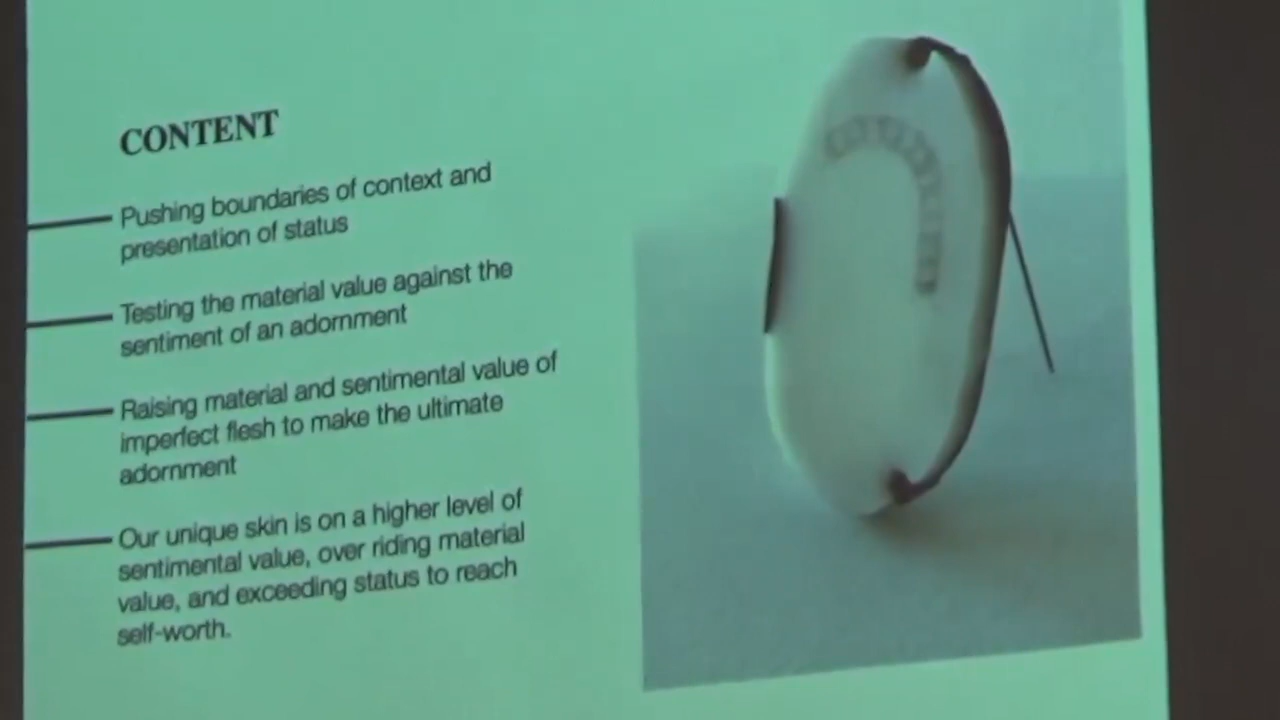 CONTENT
Pushing boundaries of context and
presentation of status
Testing the material value against the
sentiment of an adornment
Raising material and sentimental value of
imperfect flesh to make the ultimate
adornment
Our unique skin is on a higher level of
sentimental value, over riding material
value, and exceeding status to reach
self-worth.